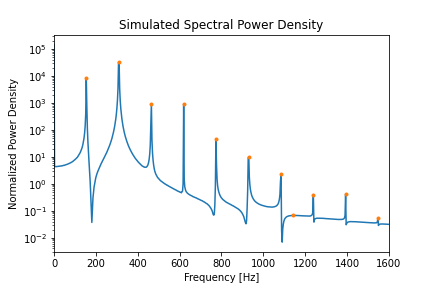 Simulated Spectral Power Density
Normalized Power Density
10⁵
10⁴
10³
10²
10¹
10⁰
10⁻¹
10⁻²
0 200 400 600 800 1000 1200 1400 1600
Frequency [Hz]